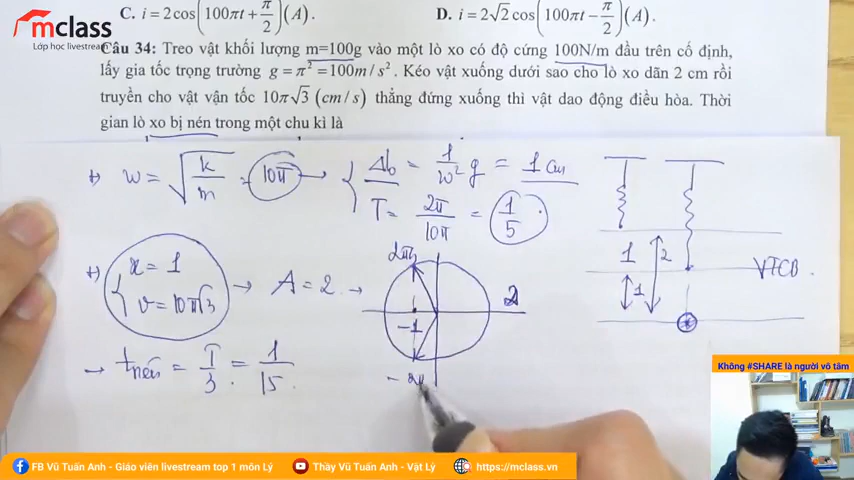 mclass
Lớp học livestream
C. i = 2cos(100πt + π/2)(A).
D. i = 2√2 cos(100πt − π/2)(A).
Câu 34: Treo vật khối lượng m=100g vào một lò xo có độ cứng 100N/m đầu trên cố định,
lấy gia tốc trọng trường g = π² = 100m/s². Kéo vật xuống dưới sao cho lò xo dãn 2 cm rồi
truyền cho vật vận tốc 10π√3 (cm/s) thẳng đứng xuống thì vật dao động điều hòa. Thời
gian lò xo bị nén trong một chu kì là
+) w = √(k/m) = 10π → { Δl₀ = 1/w² g = 1 cm
T = 2π/10π = 1/5
+) { x = 1
v = 10π√3 → A = 2 →
→ t nén = T/3 = 1/15
2π/3
-1
2
1
2
1
VTCB
Không #SHARE là người vô tâm
FB Vũ Tuấn Anh - Giáo viên livestream top 1 môn Lý
Thầy Vũ Tuấn Anh - Vật Lý
https://mclass.vn